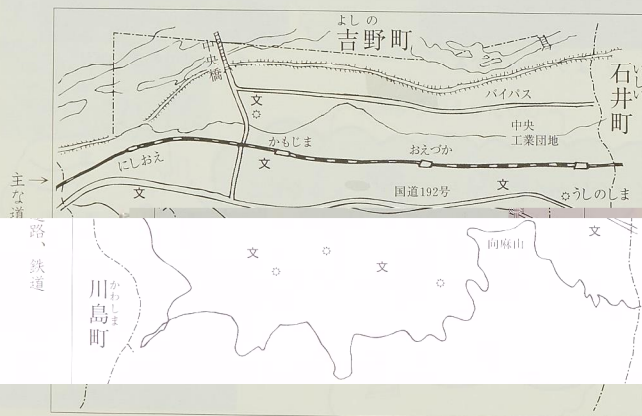 よしの
吉野町
中央橋
いしい
石井町
バイパス
文
中央
工業団地
かもじま
おえづか
にしおえ
文
主な道路、鉄道
文
国道192号
文
うしのしま
文
向麻山
文
文
かわしま
川島町